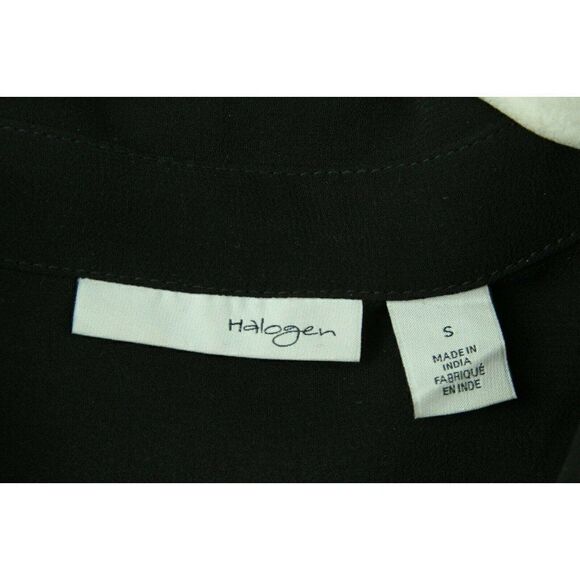 Halogen
S
MADE IN
INDIA
FABRIQUÉ
EN INDE